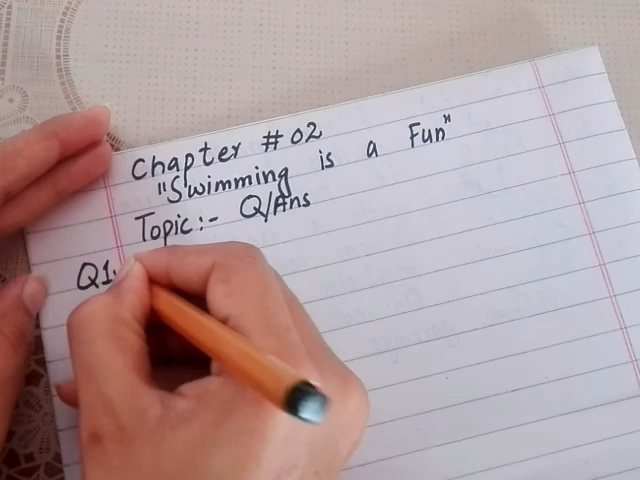 Chapter #02
"Swimming is a Fun"
Topic:- Q/Ans
Q1.